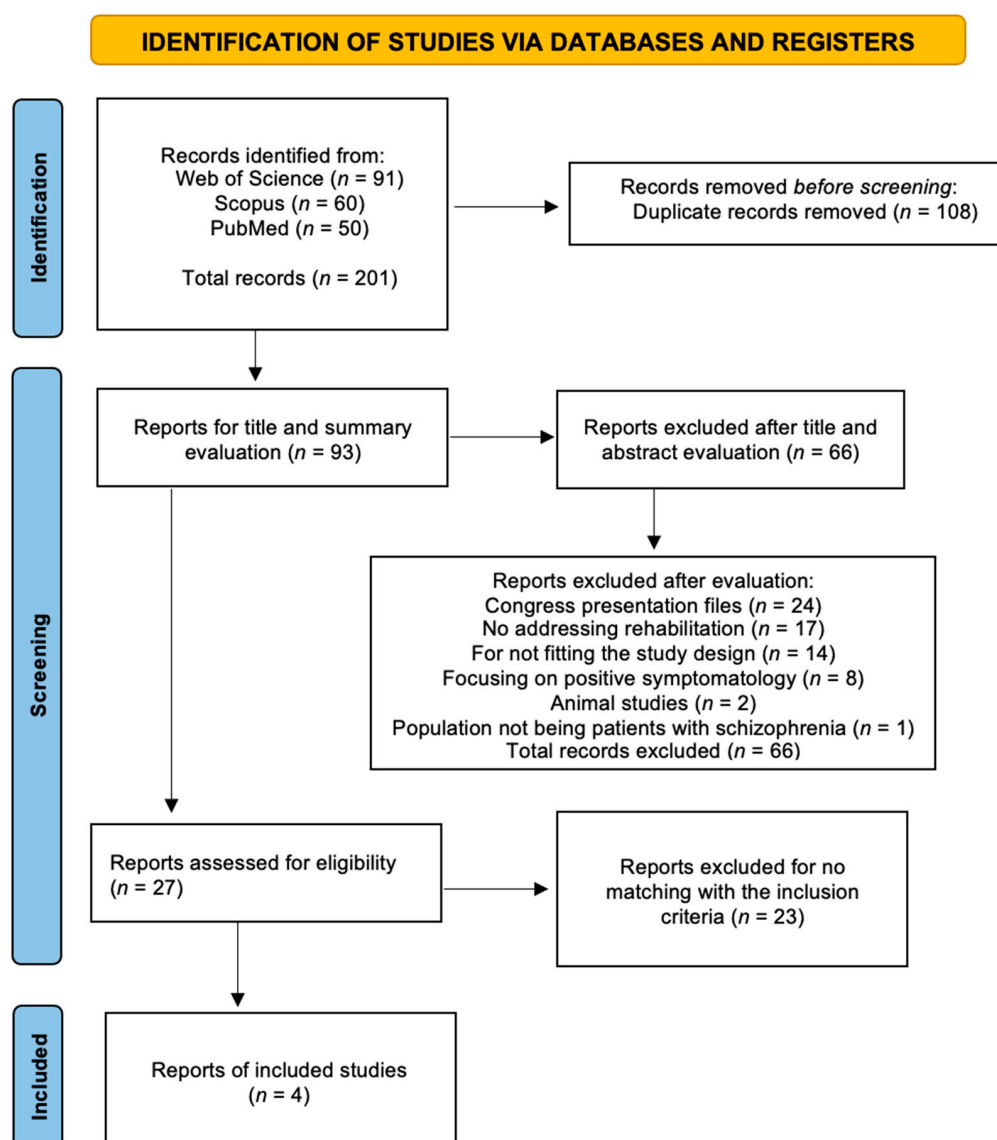 IDENTIFICATION OF STUDIES VIA DATABASES AND REGISTERS
Identification
Records identified from:
Web of Science (n = 91)
Scopus (n = 60)
PubMed (n = 50)
Total records (n = 201)
Records removed before screening:
Duplicate records removed (n = 108)
Screening
Reports for title and summary
evaluation (n = 93)
Reports excluded after title and
abstract evaluation (n = 66)
Reports excluded after evaluation:
Congress presentation files (n = 24)
No addressing rehabilitation (n = 17)
For not fitting the study design (n = 14)
Focusing on positive symptomatology (n = 8)
Animal studies (n = 2)
Population not being patients with schizophrenia (n = 1)
Total records excluded (n = 66)
Reports assessed for eligibility
(n = 27)
Reports excluded for no
matching with the inclusion
criteria (n = 23)
Included
Reports of included studies
(n = 4)